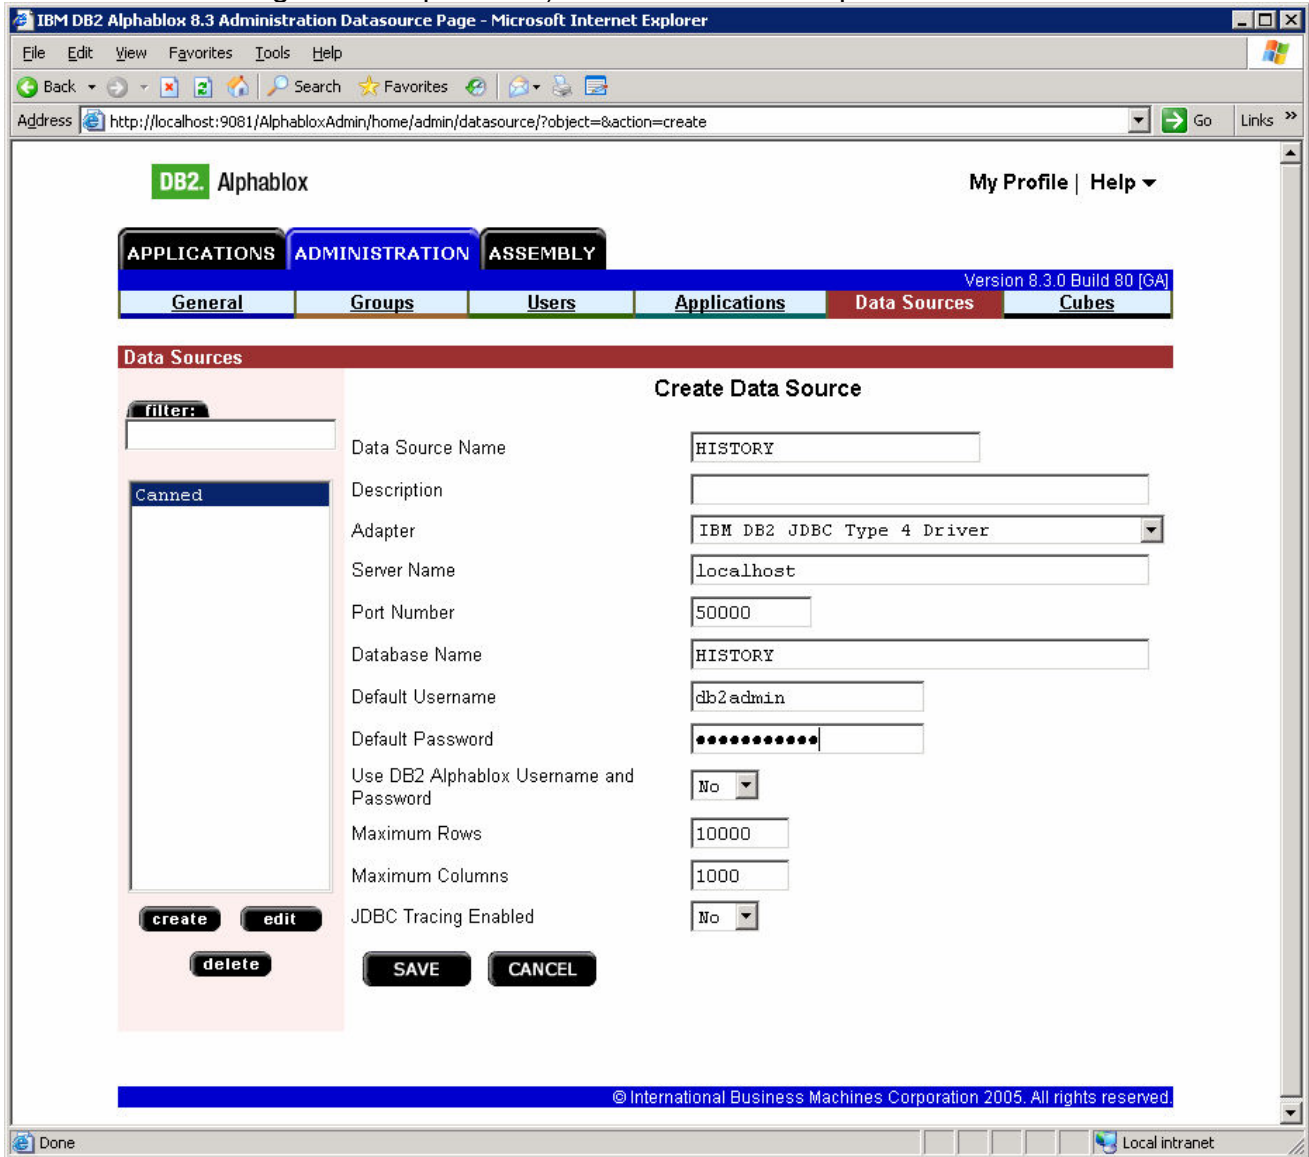 IBM DB2 Alphablox 8.3 Administration Datasource Page - Microsoft Internet Explorer
File Edit View Favorites Tools Help
Back Search Favorites
Address http://localhost:9081/AlphabloxAdmin/home/admin/datasource/?object=&action=create Go Links »
DB2. Alphablox My Profile | Help
APPLICATIONS ADMINISTRATION ASSEMBLY
Version 8.3.0 Build 80 [GA]
General Groups Users Applications Data Sources Cubes
Data Sources
Create Data Source
filter:
Data Source Name HISTORY
Canned
Description
Adapter IBM DB2 JDBC Type 4 Driver
Server Name localhost
Port Number 50000
Database Name HISTORY
Default Username db2admin
Default Password ●●●●●●●●●●●
Use DB2 Alphablox Username and
Password No
Maximum Rows 10000
Maximum Columns 1000
JDBC Tracing Enabled No
create edit
delete
SAVE CANCEL
© International Business Machines Corporation 2005. All rights reserved.
Done Local intranet